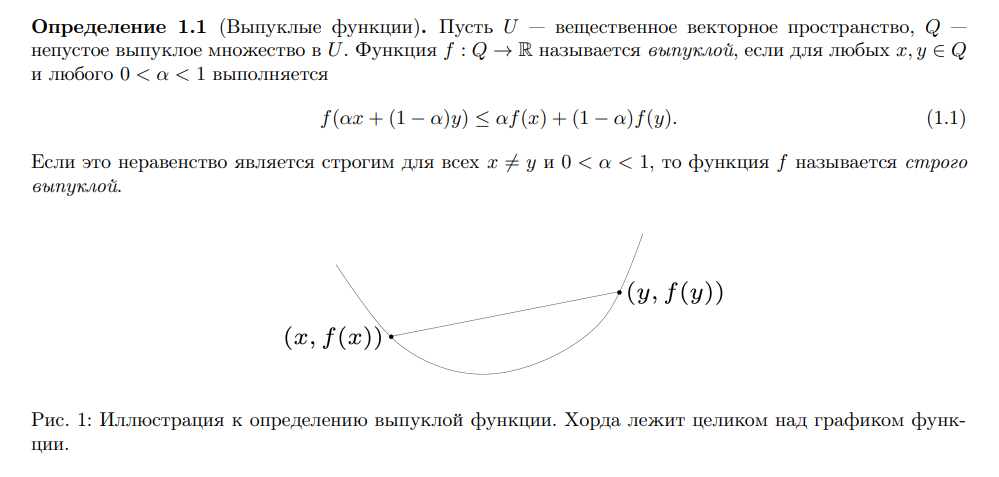 Определение 1.1 (Выпуклые функции). Пусть U — вещественное векторное пространство, Q —
непустое выпуклое множество в U. Функция f : Q → ℝ называется выпуклой, если для любых x, y ∈ Q
и любого 0 < α < 1 выполняется
f(αx + (1 − α)y) ≤ αf(x) + (1 − α)f(y). (1.1)
Если это неравенство является строгим для всех x ≠ y и 0 < α < 1, то функция f называется строго
выпуклой.
(y, f(y))
(x, f(x))
Рис. 1: Иллюстрация к определению выпуклой функции. Хорда лежит целиком над графиком функ-
ции.